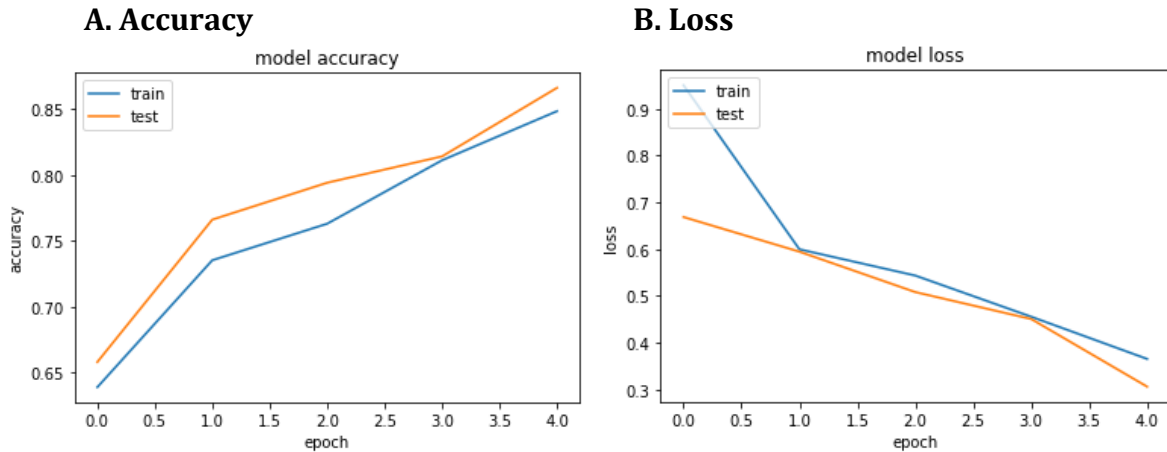 A. Accuracy
model accuracy
train
test
0.85
0.80
0.75
0.70
0.65
accuracy
0.0 0.5 1.0 1.5 2.0 2.5 3.0 3.5 4.0
epoch
B. Loss
model loss
train
test
0.9
0.8
0.7
0.6
0.5
0.4
0.3
loss
0.0 0.5 1.0 1.5 2.0 2.5 3.0 3.5 4.0
epoch